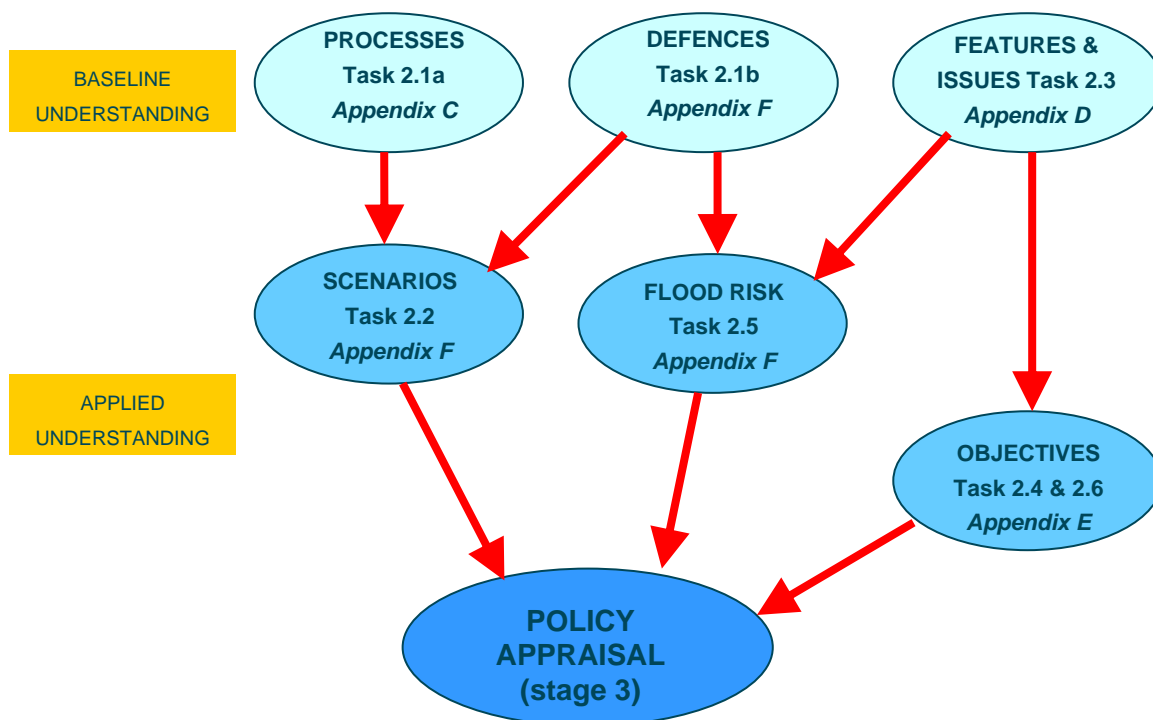 BASELINE
UNDERSTANDING
PROCESSES
Task 2.1a
Appendix C
DEFENCES
Task 2.1b
Appendix F
FEATURES &
ISSUES Task 2.3
Appendix D
SCENARIOS
Task 2.2
Appendix F
FLOOD RISK
Task 2.5
Appendix F
APPLIED
UNDERSTANDING
OBJECTIVES
Task 2.4 & 2.6
Appendix E
POLICY
APPRAISAL
(stage 3)